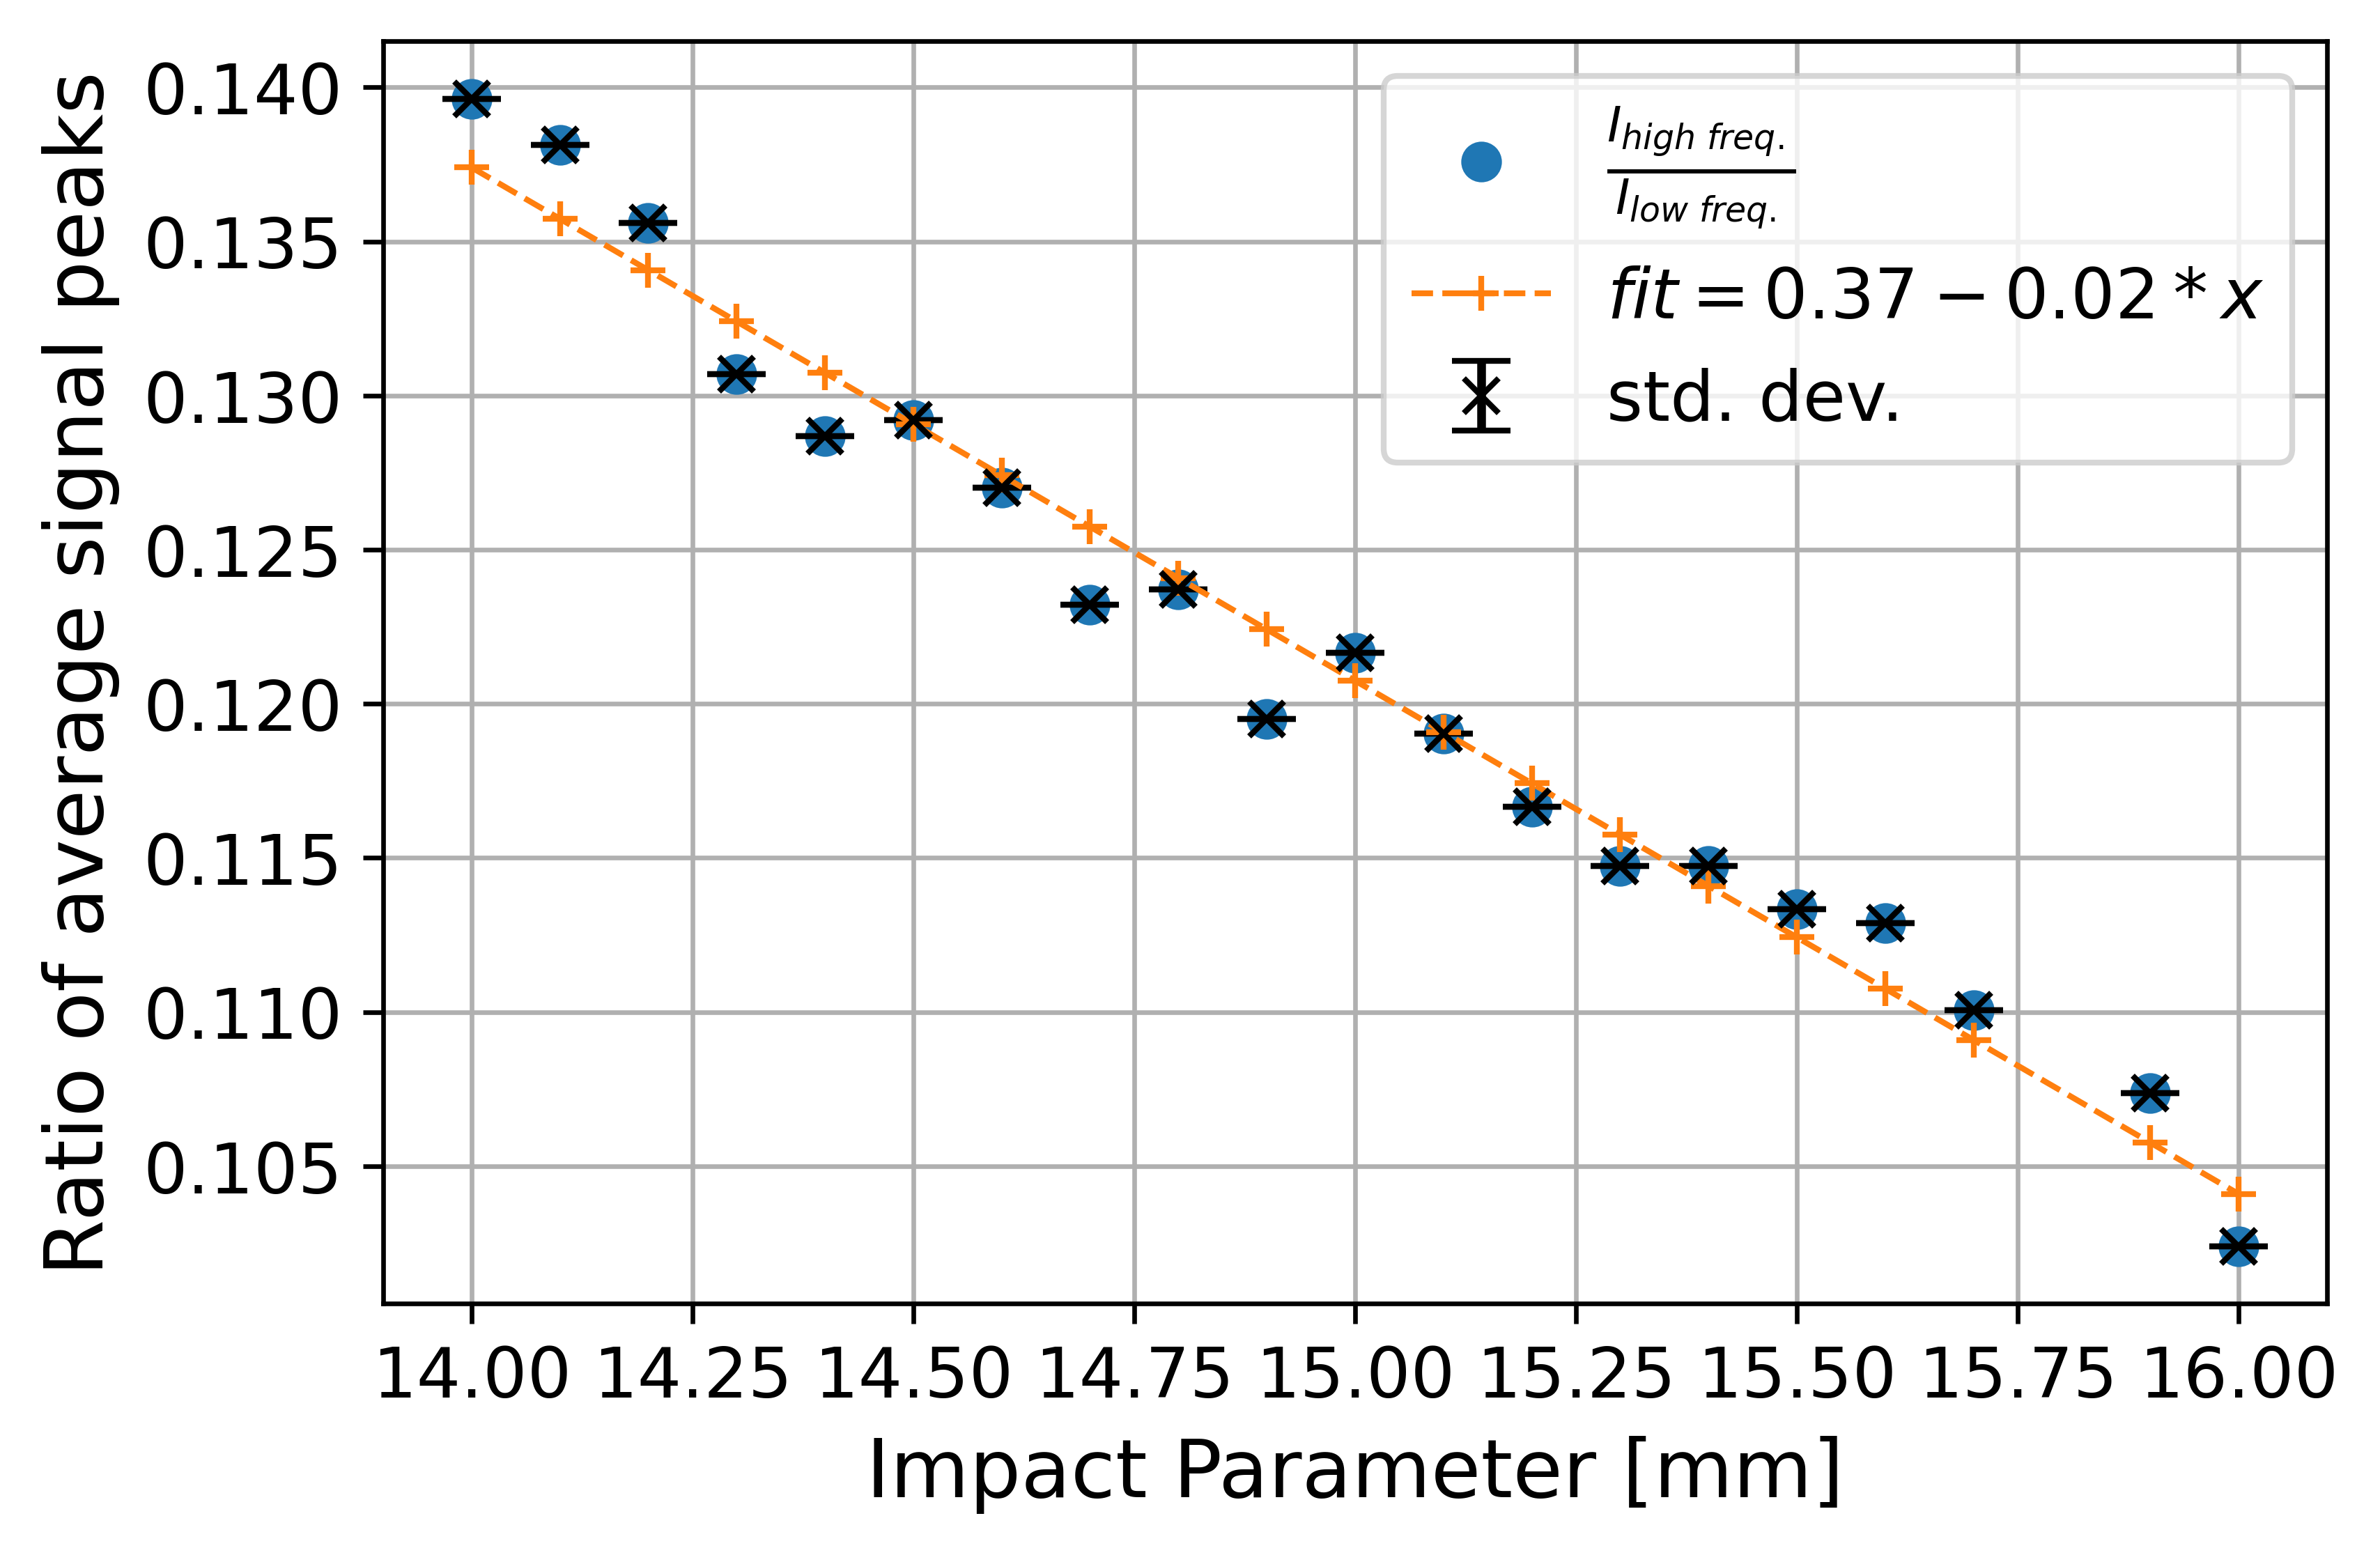 Ratio of average signal peaks
0.140
0.135
0.130
0.125
0.120
0.115
0.110
0.105
I high freq.
I low freq.
fit = 0.37 − 0.02 * x
std. dev.
14.00 14.25 14.50 14.75 15.00 15.25 15.50 15.75 16.00
Impact Parameter [mm]